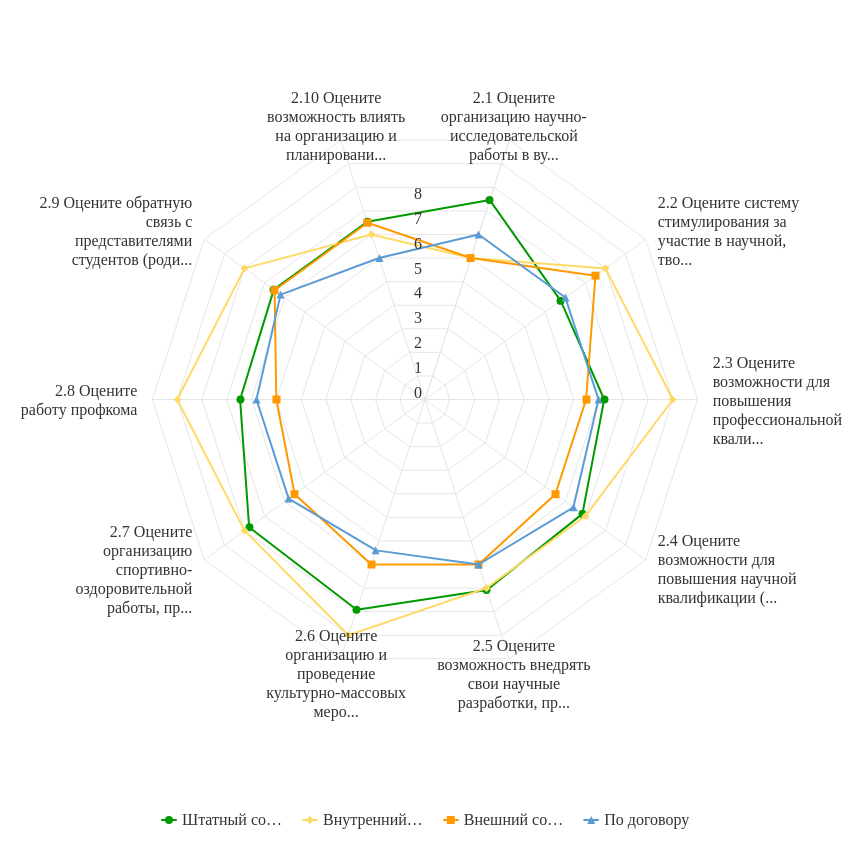 2.10 Оцените
возможность влиять
на организацию и
планировани...
2.1 Оцените
организацию научно-
исследовательской
работы в ву...
2.9 Оцените обратную
связь с
представителями
студентов (роди...
2.2 Оцените систему
стимулирования за
участие в научной,
тво...
8
7
6
5
4
3
2
1
0
2.8 Оцените
работу профкома
2.3 Оцените
возможности для
повышения
профессиональной
квали...
2.7 Оцените
организацию
спортивно-
оздоровительной
работы, пр...
2.4 Оцените
возможности для
повышения научной
квалификации (...
2.6 Оцените
организацию и
проведение
культурно-массовых
меро...
2.5 Оцените
возможность внедрять
свои научные
разработки, пр...
Штатный со…
Внутренний…
Внешний со…
По договору